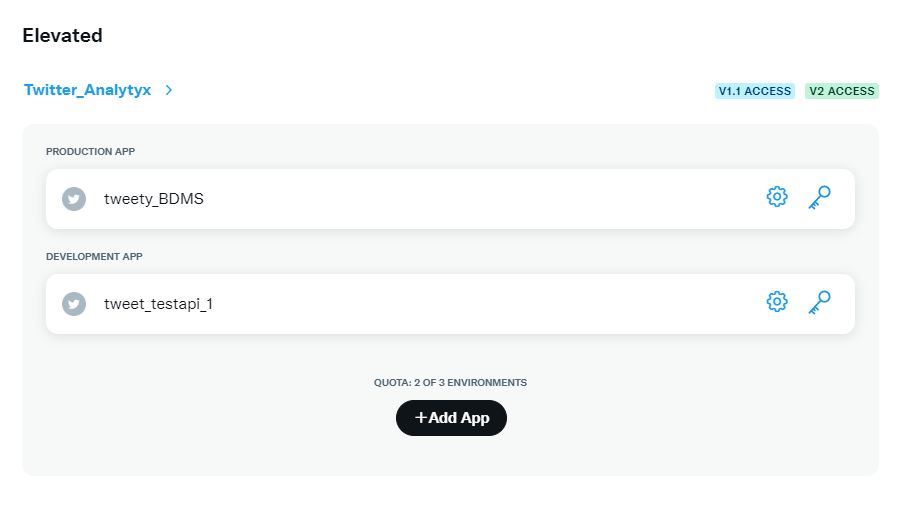 Elevated
Twitter_Analytyx
V1.1 ACCESS V2 ACCESS
PRODUCTION APP
tweety_BDMS
DEVELOPMENT APP
tweet_testapi_1
QUOTA: 2 OF 3 ENVIRONMENTS
+Add App